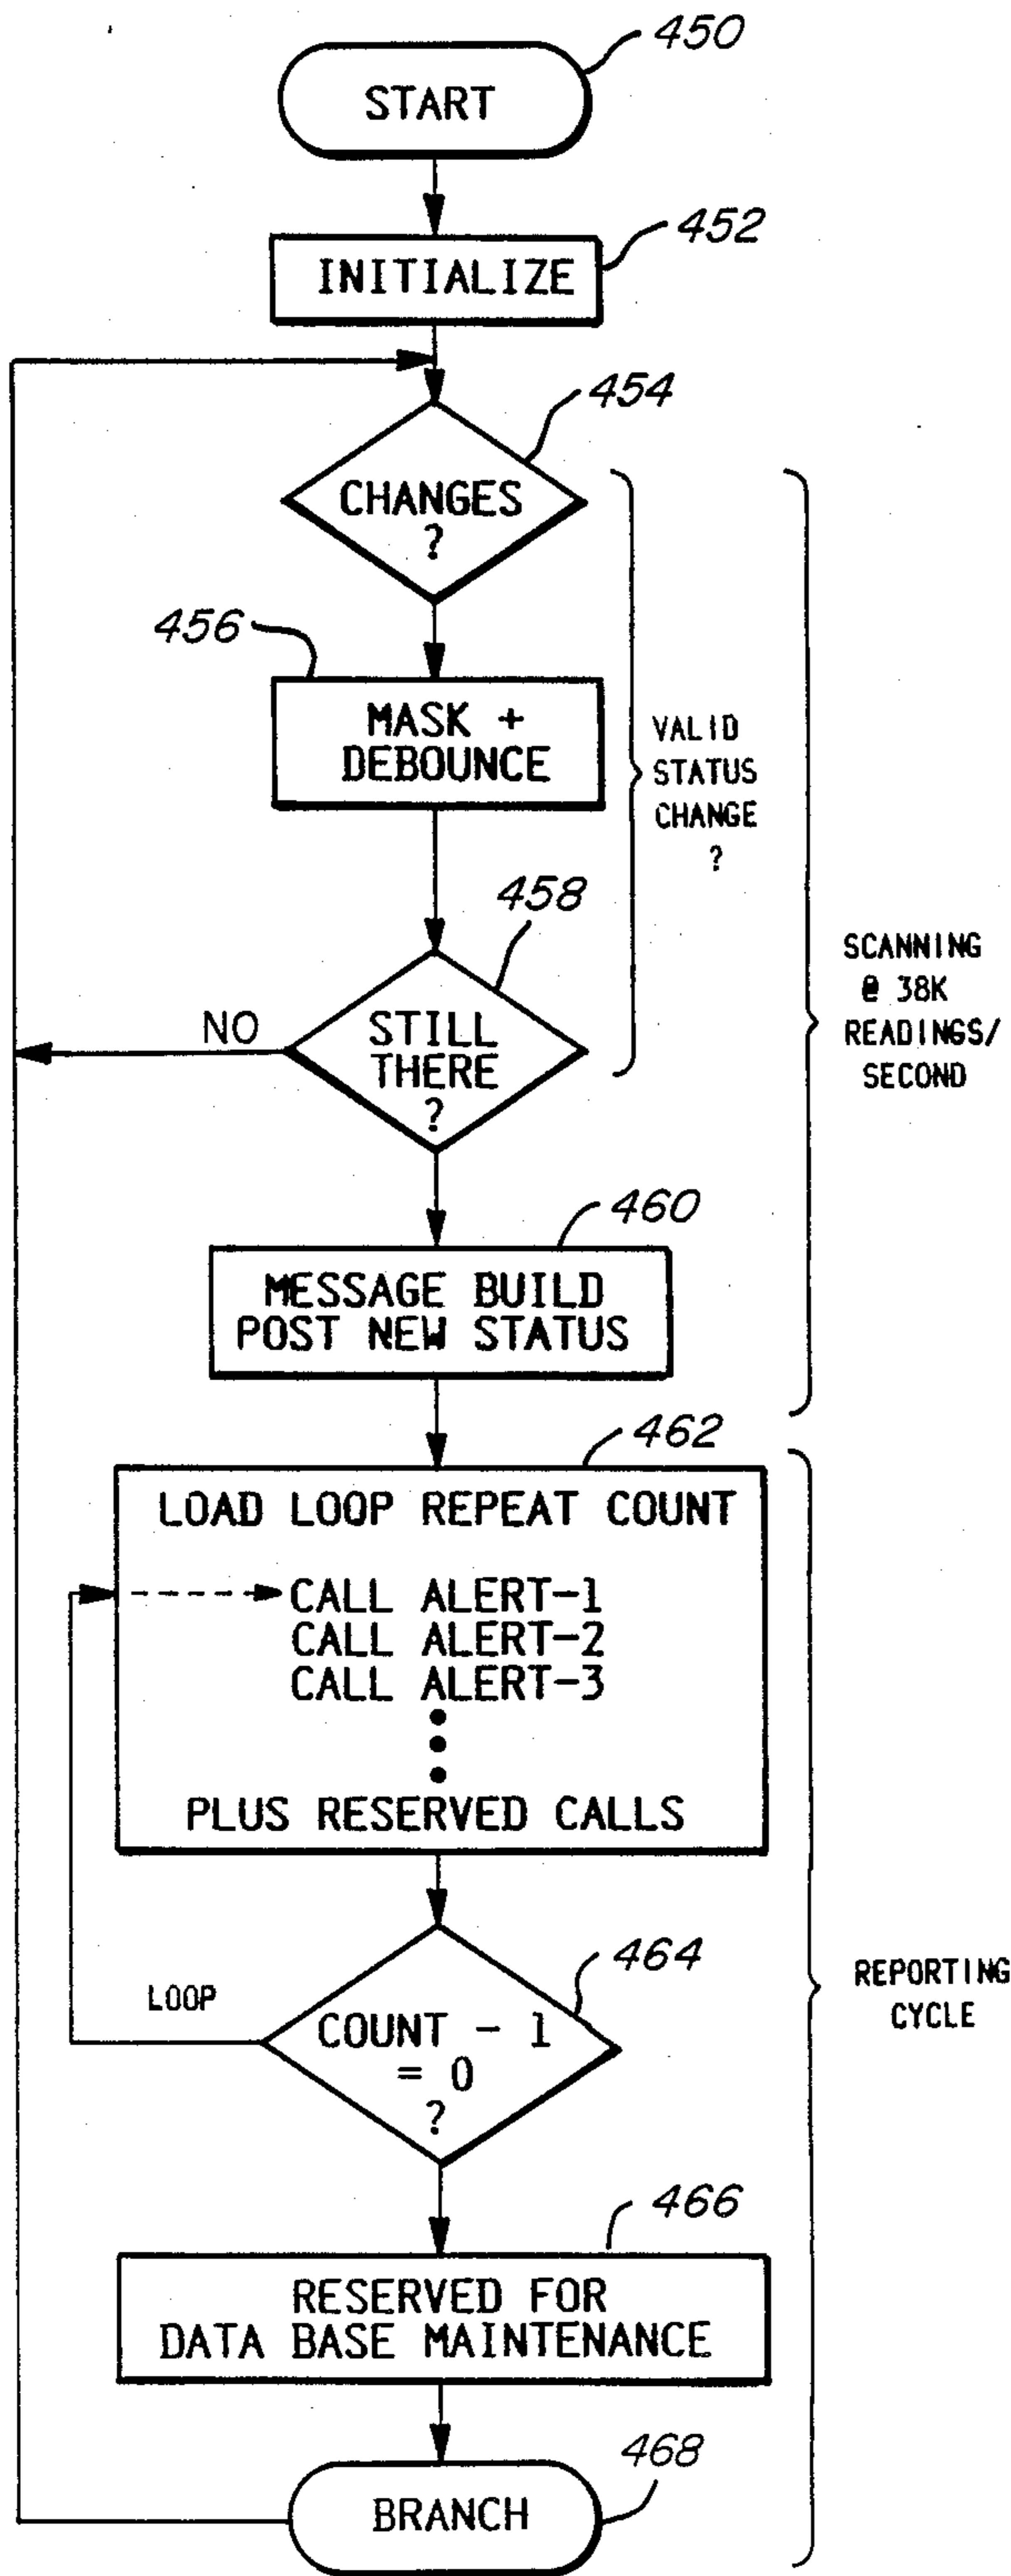 450
START
452
INITIALIZE
454
CHANGES
?
456
MASK +
DEBOUNCE
VALID
STATUS
CHANGE
?
458
SCANNING
@ 38K
READINGS/
SECOND
NO
STILL
THERE
?
460
MESSAGE BUILD
POST NEW STATUS
462
LOAD LOOP REPEAT COUNT
CALL ALERT-1
CALL ALERT-2
CALL ALERT-3
PLUS RESERVED CALLS
464
LOOP
COUNT - 1
= 0
?
REPORTING
CYCLE
466
RESERVED FOR
DATA BASE MAINTENANCE
468
BRANCH